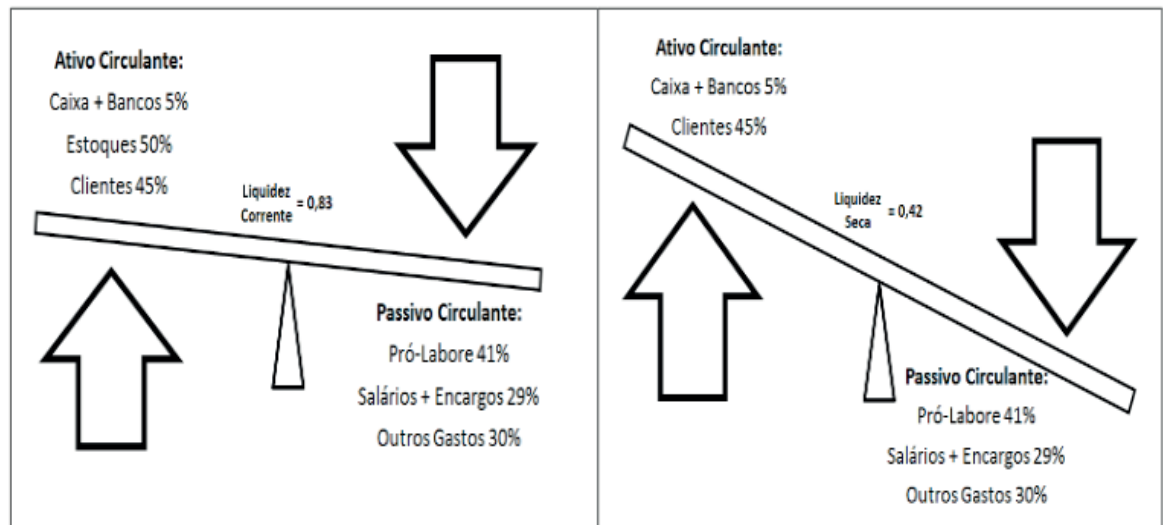 Ativo Circulante:
Caixa + Bancos 5%
Estoques 50%
Clientes 45%
Liquidez
Corrente = 0,83
Passivo Circulante:
Pró-Labore 41%
Salários + Encargos 29%
Outros Gastos 30%
Ativo Circulante:
Caixa + Bancos 5%
Clientes 45%
Liquidez
Seca = 0,42
Passivo Circulante:
Pró-Labore 41%
Salários + Encargos 29%
Outros Gastos 30%